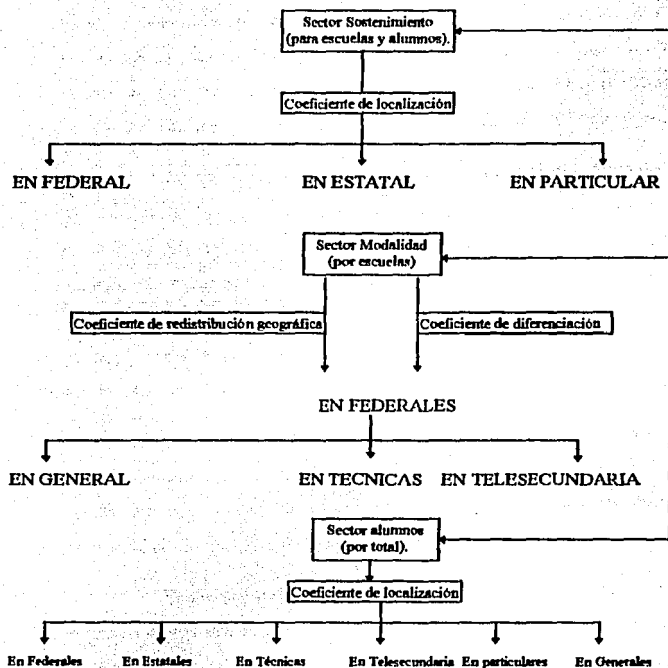 Sector Sostenimiento
(para escuelas y alumnos).
Coeficiente de localización
EN FEDERAL EN ESTATAL EN PARTICULAR
Sector Modalidad
(por escuelas)
Coeficiente de redistribución geográfica Coeficiente de diferenciación
EN FEDERALES
EN GENERAL EN TECNICAS EN TELESECUNDARIA
Sector alumnos
(por total).
Coeficiente de localización
En Federales En Estatales En Técnicas En Telesecundaria En particulares En Generales